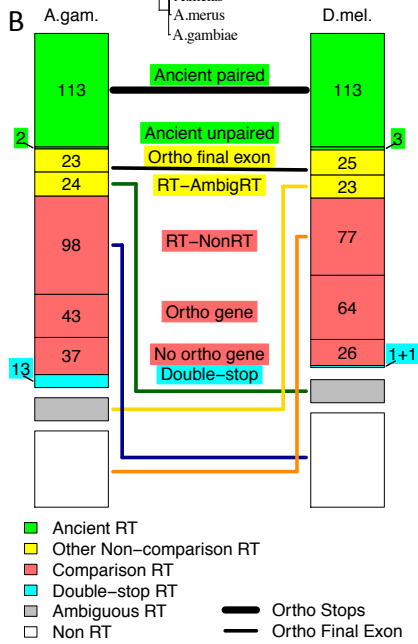 A.merus
A.gambiae
B
A.gam.
D.mel.
113
Ancient paired
113
2
Ancient unpaired
3
23
Ortho final exon
25
24
RT−AmbigRT
23
98
RT−NonRT
77
43
Ortho gene
64
37
No ortho gene
26
13
Double−stop
1+1
Ancient RT
Other Non−comparison RT
Comparison RT
Double−stop RT
Ambiguous RT
Ortho Stops
Non RT
Ortho Final Exon